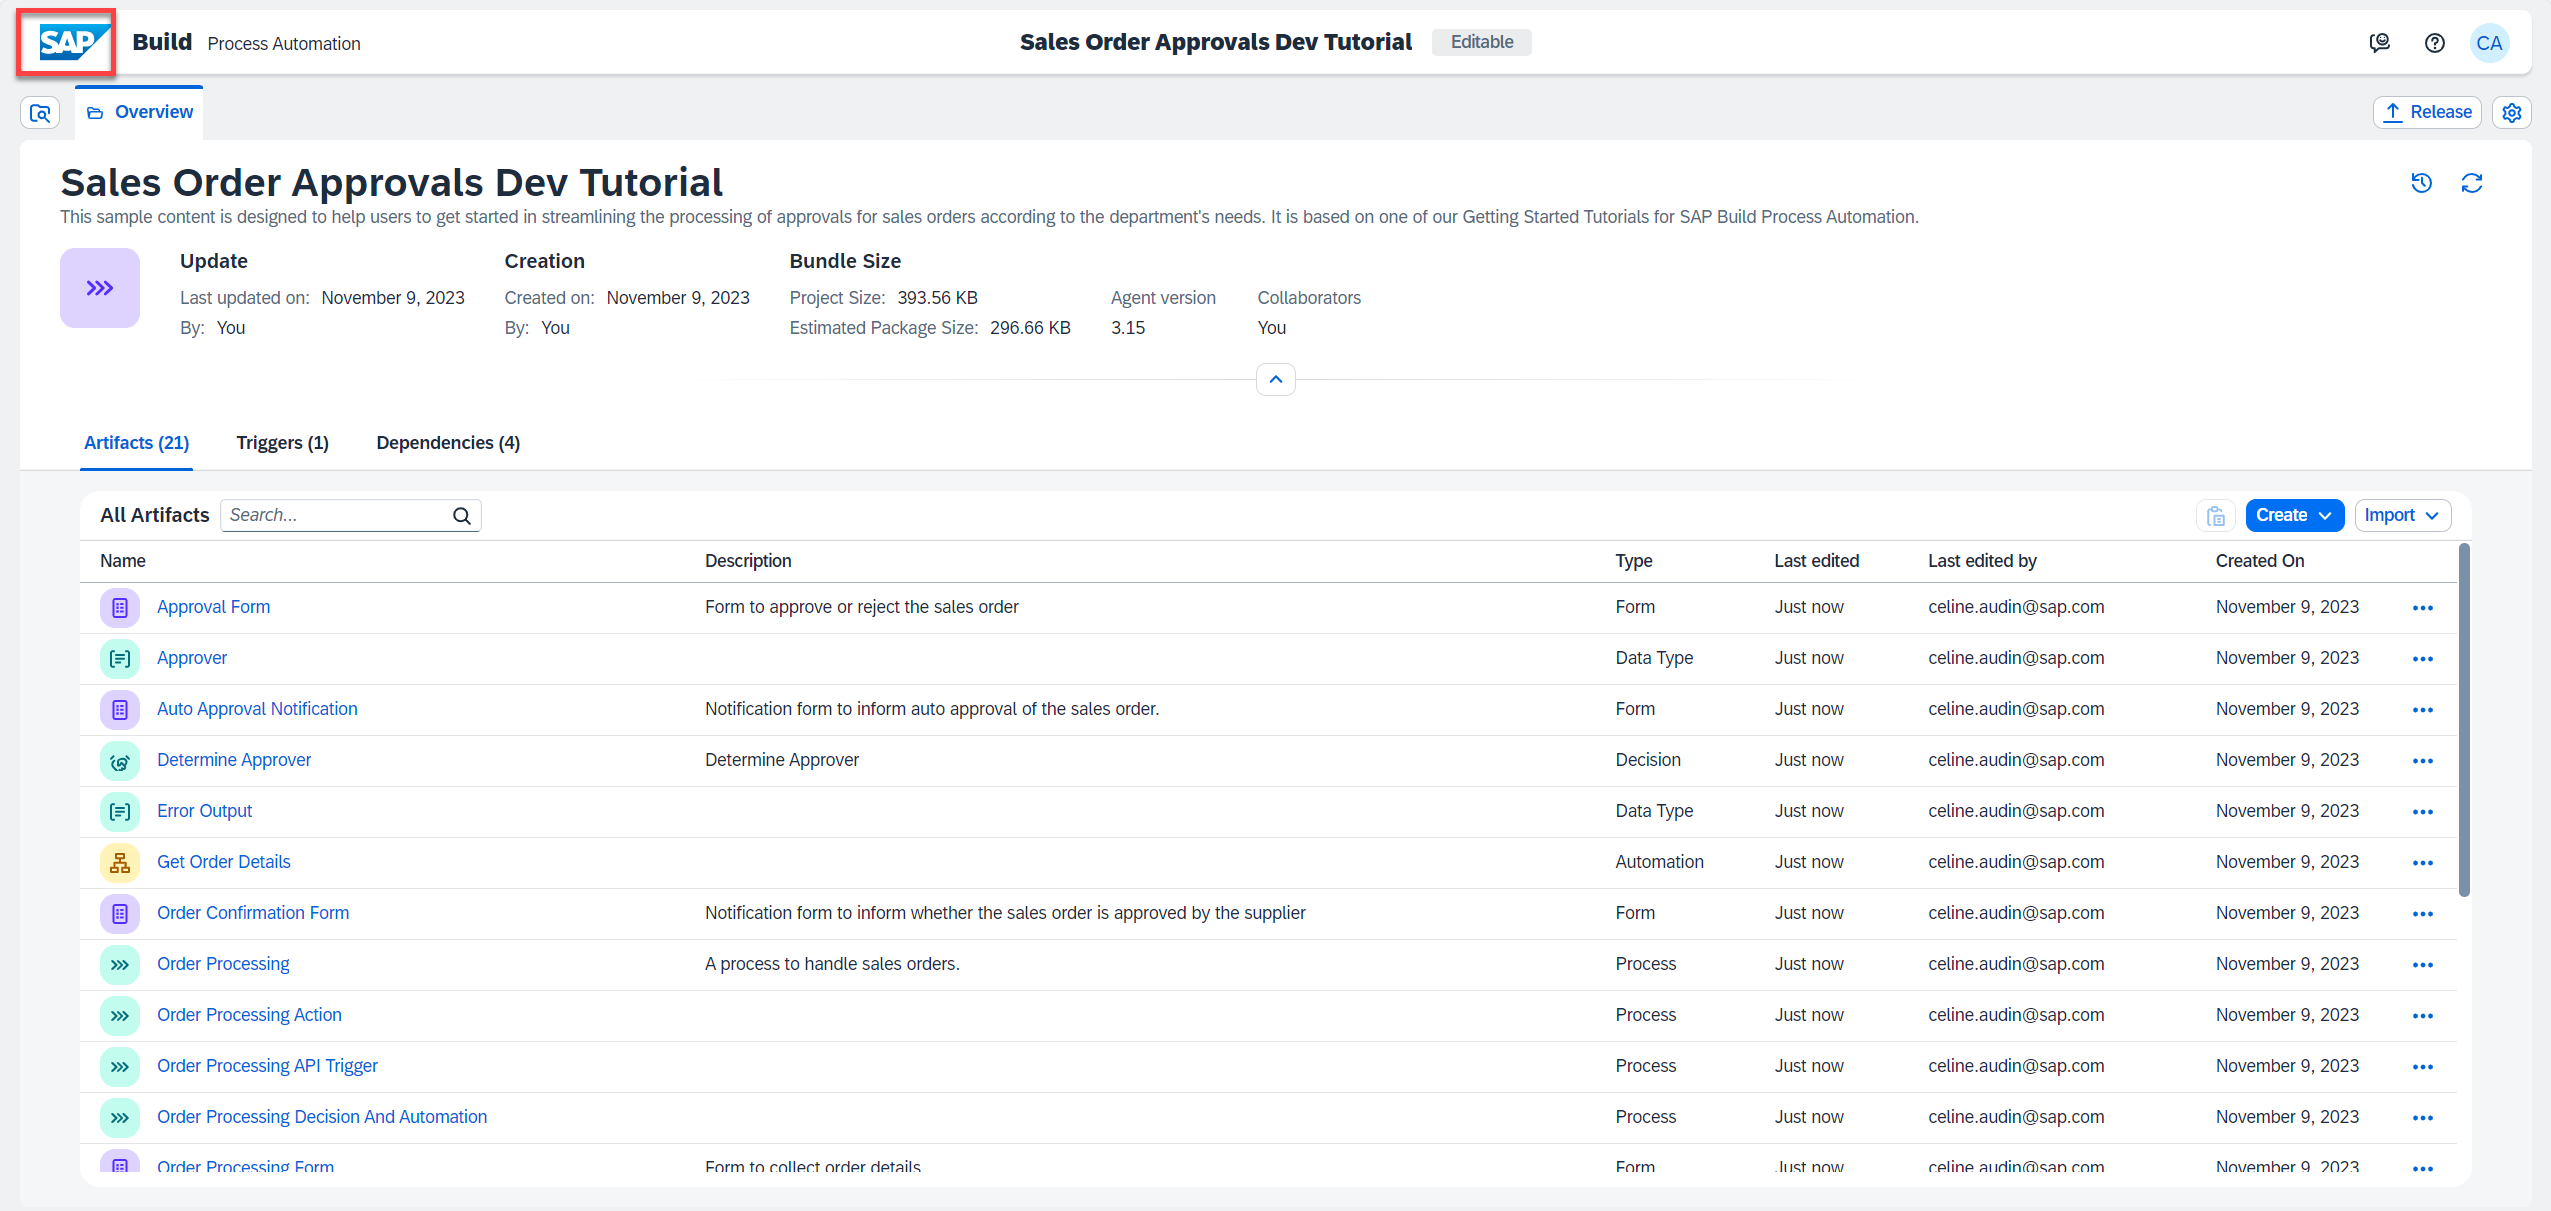 SAP Build Process Automation Sales Order Approvals Dev Tutorial Editable CA
Overview Release
Sales Order Approvals Dev Tutorial
This sample content is designed to help users to get started in streamlining the processing of approvals for sales orders according to the department's needs. It is based on one of our Getting Started Tutorials for SAP Build Process Automation.
Update Creation Bundle Size
Last updated on: November 9, 2023 Created on: November 9, 2023 Project Size: 393.56 KB Agent version Collaborators
By: You By: You Estimated Package Size: 296.66 KB 3.15 You
Artifacts (21) Triggers (1) Dependencies (4)
All Artifacts Search... Create Import
Name Description Type Last edited Last edited by Created On
Approval Form Form to approve or reject the sales order Form Just now celine.audin@sap.com November 9, 2023
Approver Data Type Just now celine.audin@sap.com November 9, 2023
Auto Approval Notification Notification form to inform auto approval of the sales order. Form Just now celine.audin@sap.com November 9, 2023
Determine Approver Determine Approver Decision Just now celine.audin@sap.com November 9, 2023
Error Output Data Type Just now celine.audin@sap.com November 9, 2023
Get Order Details Automation Just now celine.audin@sap.com November 9, 2023
Order Confirmation Form Notification form to inform whether the sales order is approved by the supplier Form Just now celine.audin@sap.com November 9, 2023
Order Processing A process to handle sales orders. Process Just now celine.audin@sap.com November 9, 2023
Order Processing Action Process Just now celine.audin@sap.com November 9, 2023
Order Processing API Trigger Process Just now celine.audin@sap.com November 9, 2023
Order Processing Decision And Automation Process Just now celine.audin@sap.com November 9, 2023
Order Processing Form Form to collect order details Form Just now celine.audin@sap.com November 9, 2023